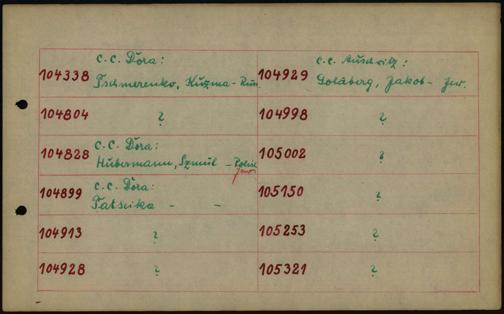 104338 C.C. Dora:
Tschmerenko, Kuzma - Russ
104804 ?
104828 C.C. Dora:
Hubermann, Szmul - Polish
Jew
104899 C.C. Dora:
Tatsika - -
104913 ?
104928 ?
104929 C.C. Auschwitz:
Goldberg, Jakob - Jew.
104998 ?
105002 ?
105150 ?
105253 ?
105321 ?